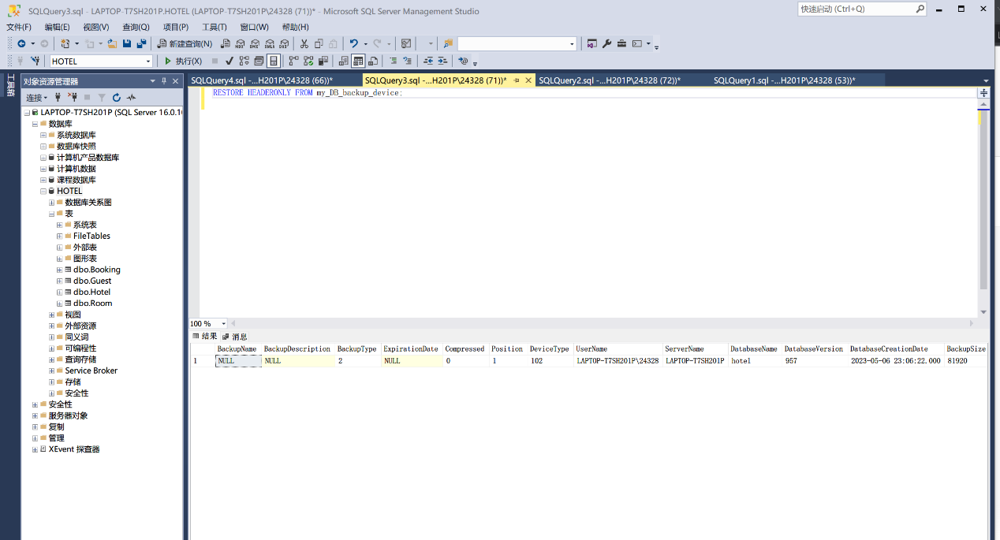 SQLQuery3.sql - LAPTOP-T7SH201P.HOTEL (LAPTOP-T7SH201P\24328 (71))* - Microsoft SQL Server Management Studio
快速启动 (Ctrl+Q)
文件(F) 编辑(E) 视图(V) 查询(Q) 项目(P) 工具(T) 窗口(W) 帮助(H)
新建查询(N)
HOTEL
执行(X)
工具箱
对象资源管理器
SQLQuery4.sql -...H201P\24328 (66))*
SQLQuery3.sql -...H201P\24328 (71))*
SQLQuery2.sql -...H201P\24328 (72))*
SQLQuery1.sql -...H201P\24328 (53))*
连接
RESTORE HEADERONLY FROM my_DB_backup_device;
LAPTOP-T7SH201P (SQL Server 16.0.10
数据库
系统数据库
数据库快照
计算机产品数据库
计算机数据
课程数据库
HOTEL
数据库关系图
表
系统表
FileTables
外部表
图形表
dbo.Booking
dbo.Guest
dbo.Hotel
dbo.Room
视图
外部资源
同义词
可编程性
查询存储
Service Broker
存储
安全性
安全性
服务器对象
复制
管理
XEvent 探查器
100 %
结果 消息
BackupName BackupDescription BackupType ExpirationDate Compressed Position DeviceType UserName ServerName DatabaseName DatabaseVersion DatabaseCreationDate BackupSize
1 NULL NULL 2 NULL 0 1 102 LAPTOP-T7SH201P\24328 LAPTOP-T7SH201P hotel 957 2023-05-06 23:06:22.000 81920